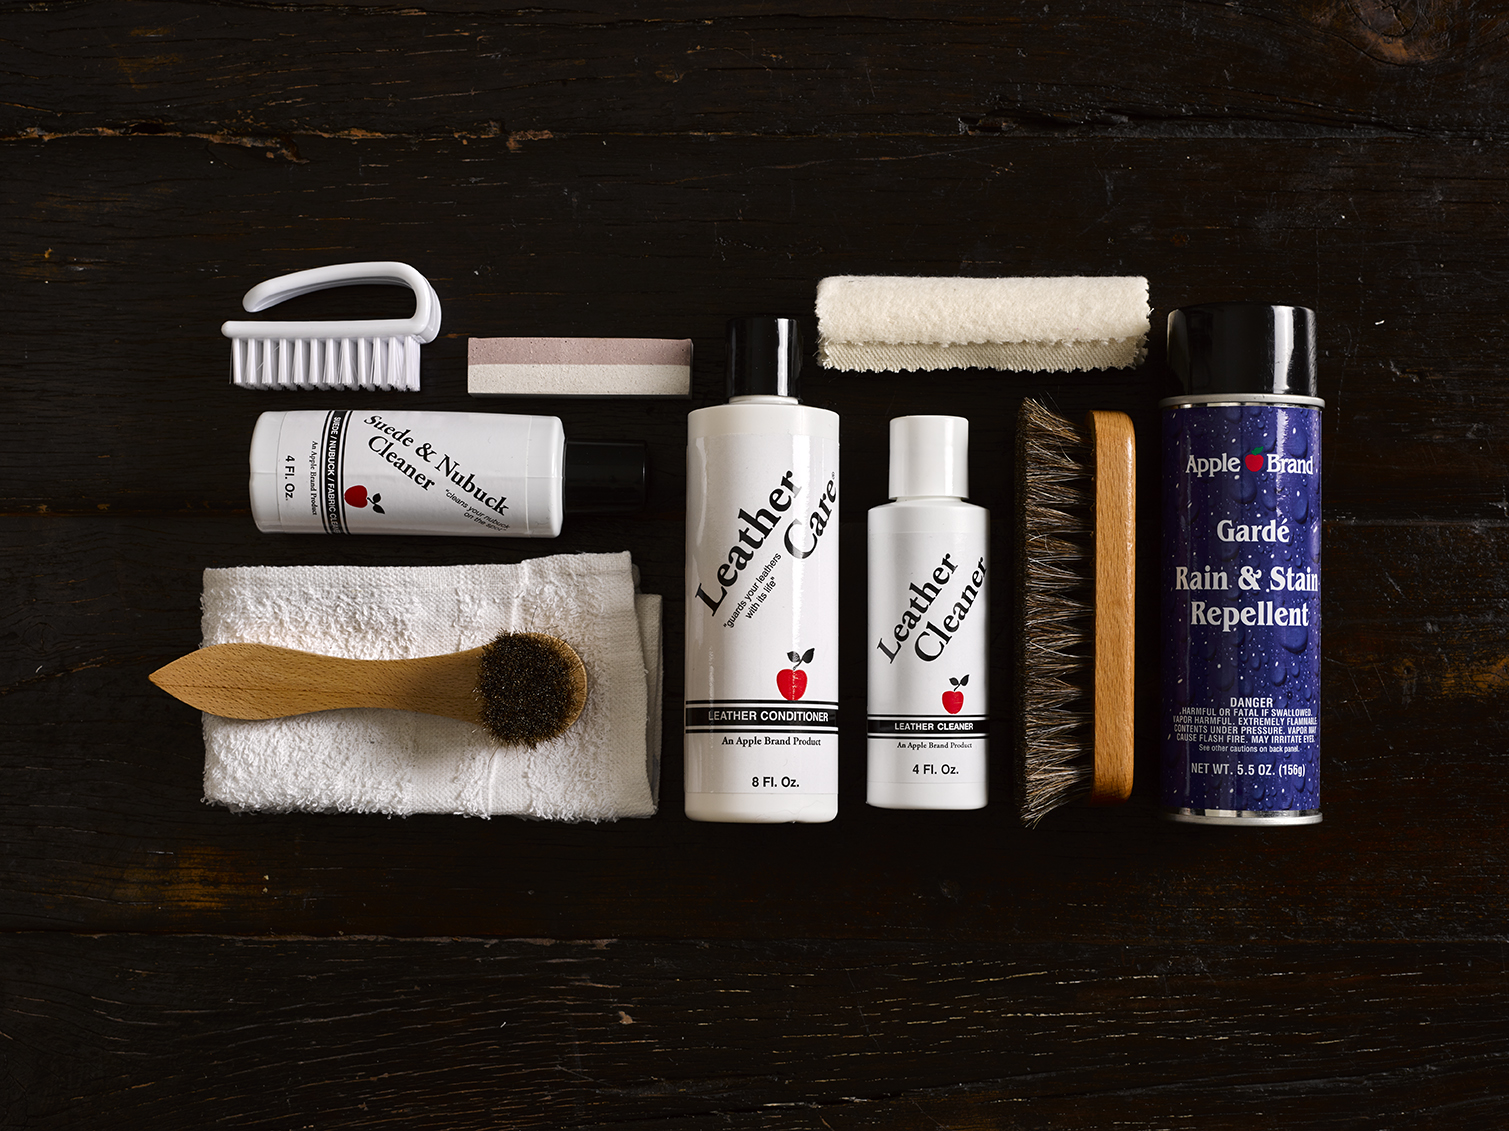 Suede & Nubuck
Cleaner
"cleans your nubuck
on the spot"
SUEDE / NUBUCK / FABRIC CLEA
An Apple Brand Product
4 Fl. Oz.
Leather
Care®
"guards your leathers
with its life"
LEATHER CONDITIONER
An Apple Brand Product
8 Fl. Oz.
Leather
Cleaner
LEATHER CLEANER
An Apple Brand Product
4 Fl. Oz.
Apple Brand
Gardé
Rain & Stain
Repellent
DANGER
HARMFUL OR FATAL IF SWALLOWED.
VAPOR HARMFUL. EXTREMELY FLAMMABLE.
CONTENTS UNDER PRESSURE. VAPOR MAY
CAUSE FLASH FIRE. MAY IRRITATE EYES.
See other cautions on back panel.
NET WT. 5.5 OZ. (156g)